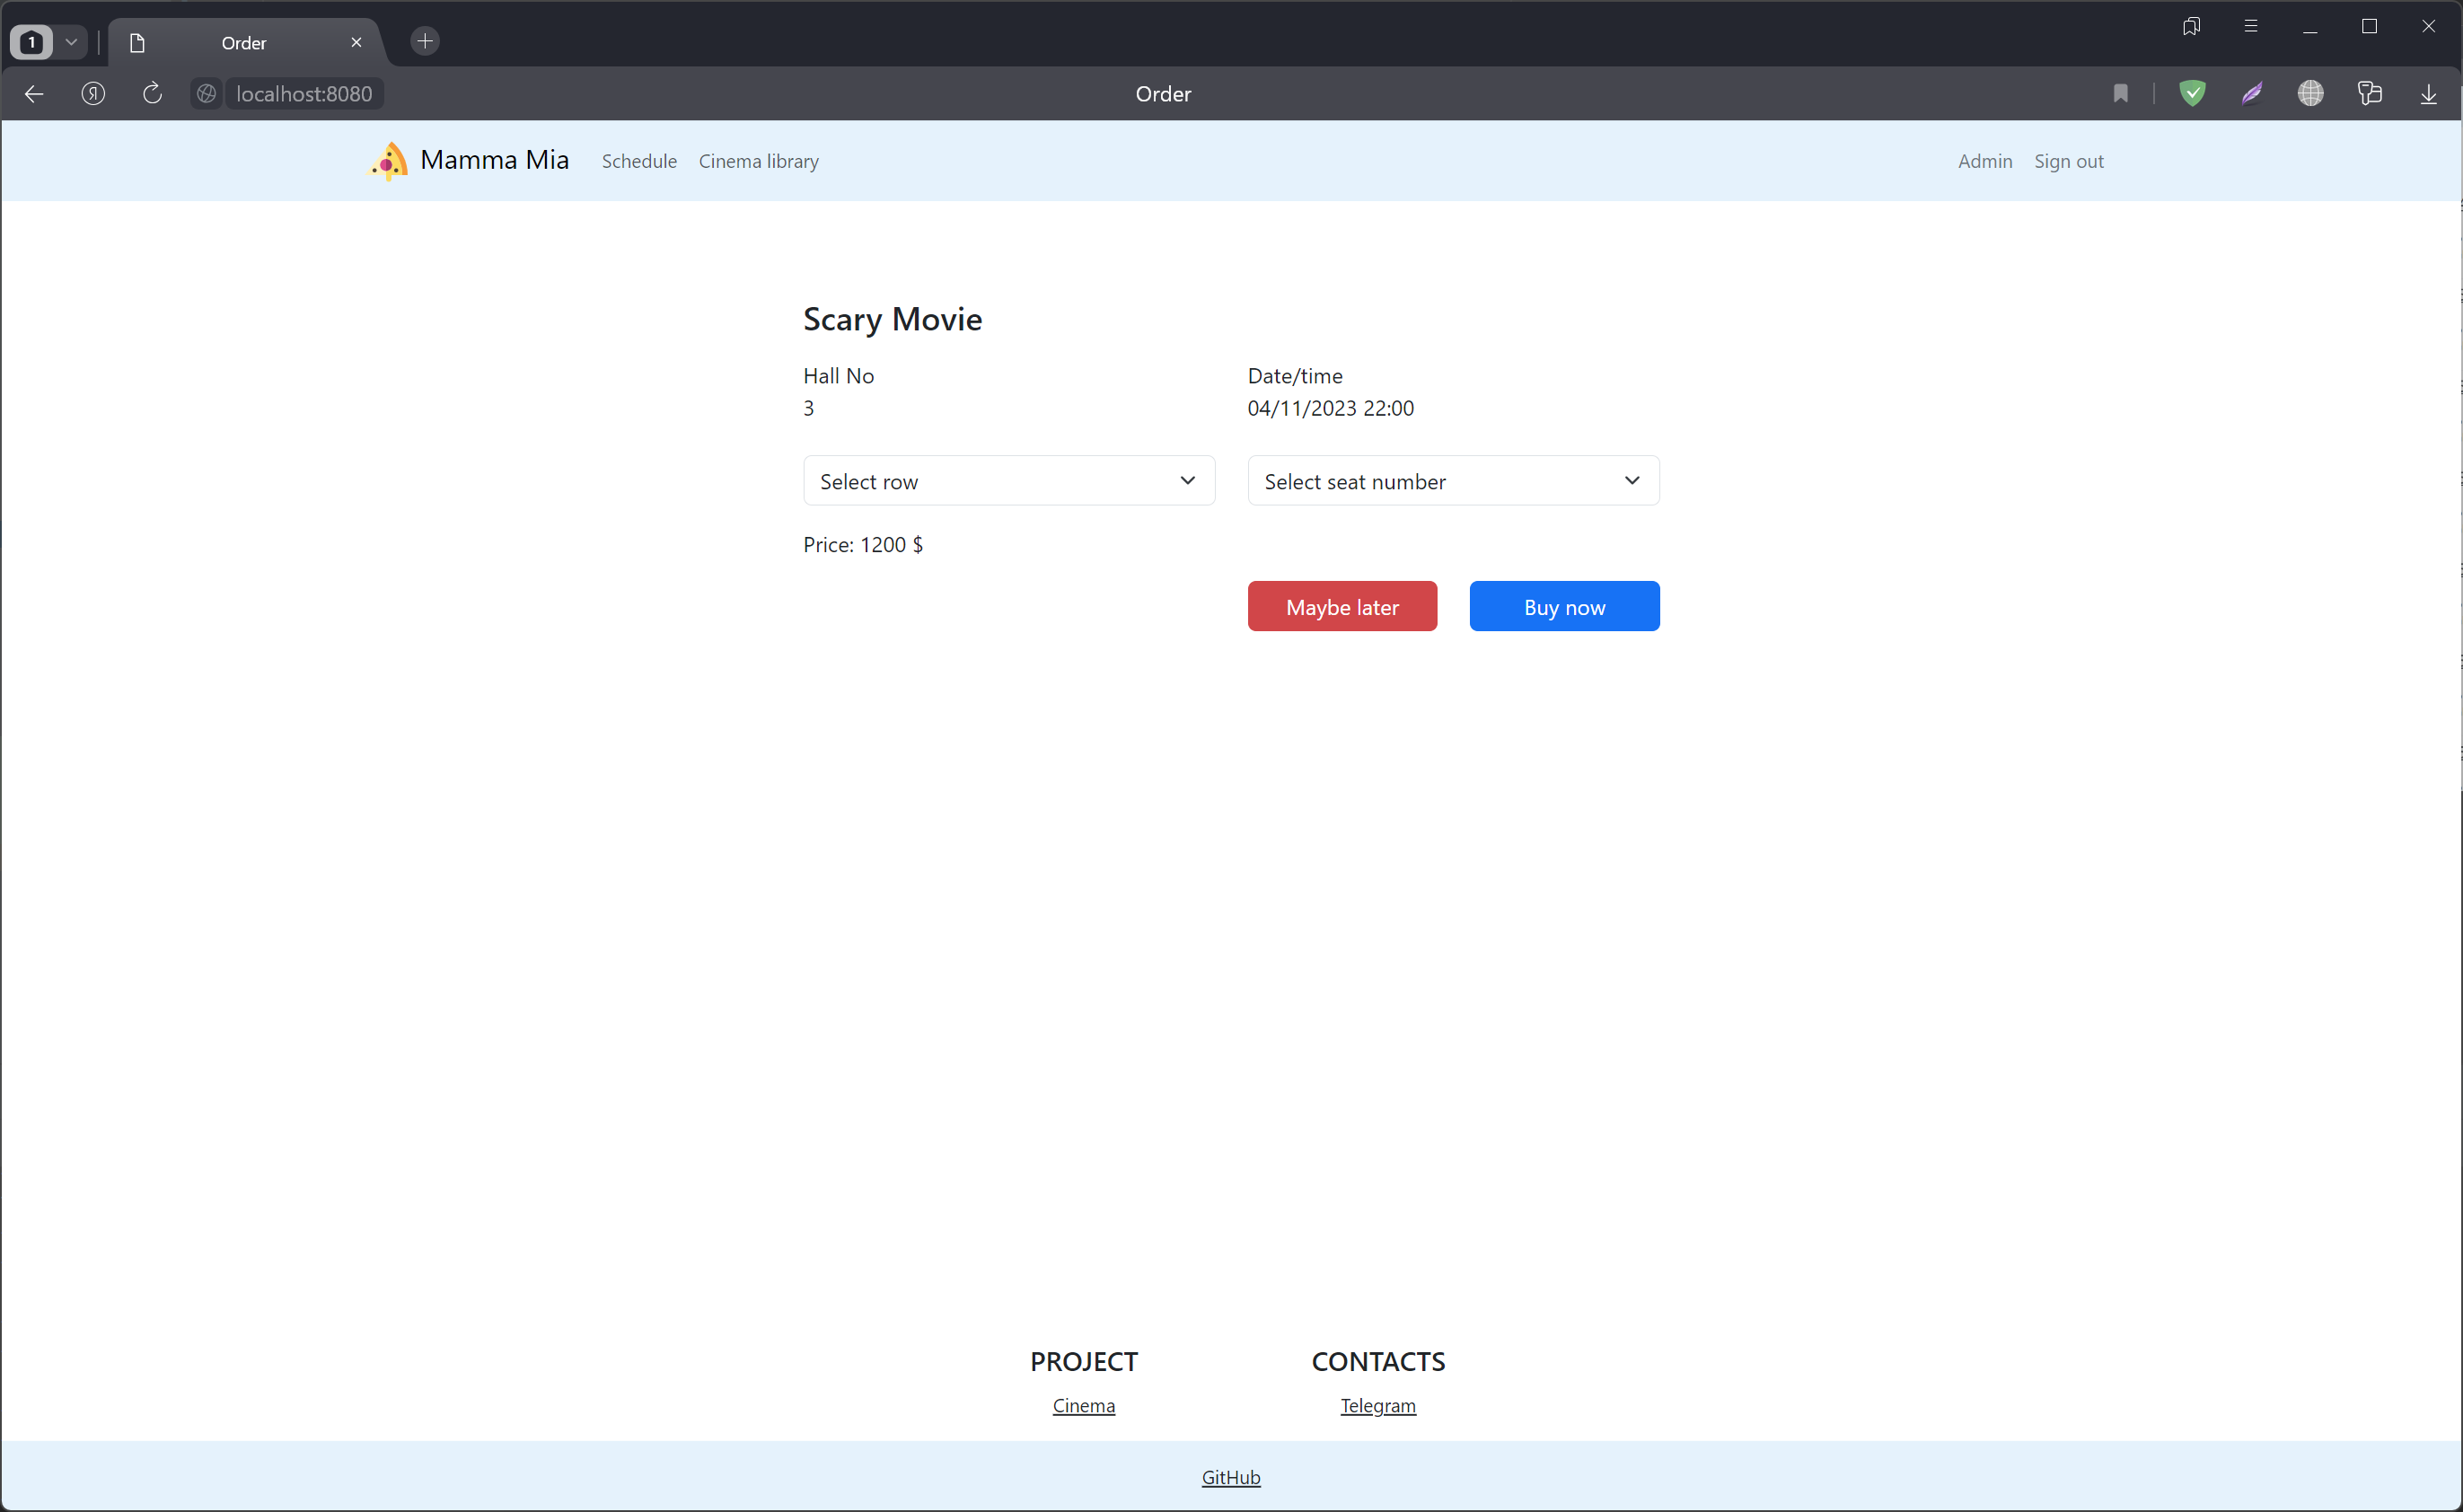 1
Order
Я
localhost:8080
Order
Mamma Mia
Schedule
Cinema library
Admin
Sign out
Scary Movie
Hall No
3
Date/time
04/11/2023 22:00
Select row
Select seat number
Price: 1200 $
Maybe later
Buy now
PROJECT
Cinema
CONTACTS
Telegram
GitHub